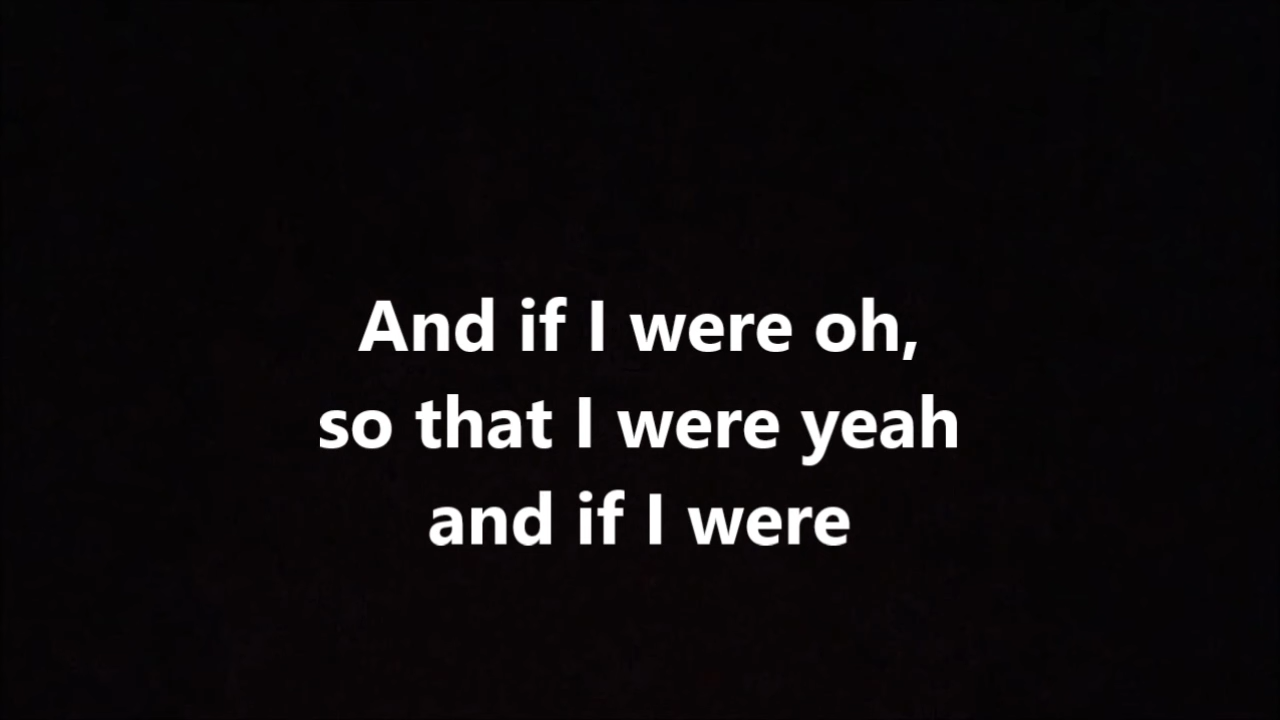 And if I were oh,
so that I were yeah
and if I were